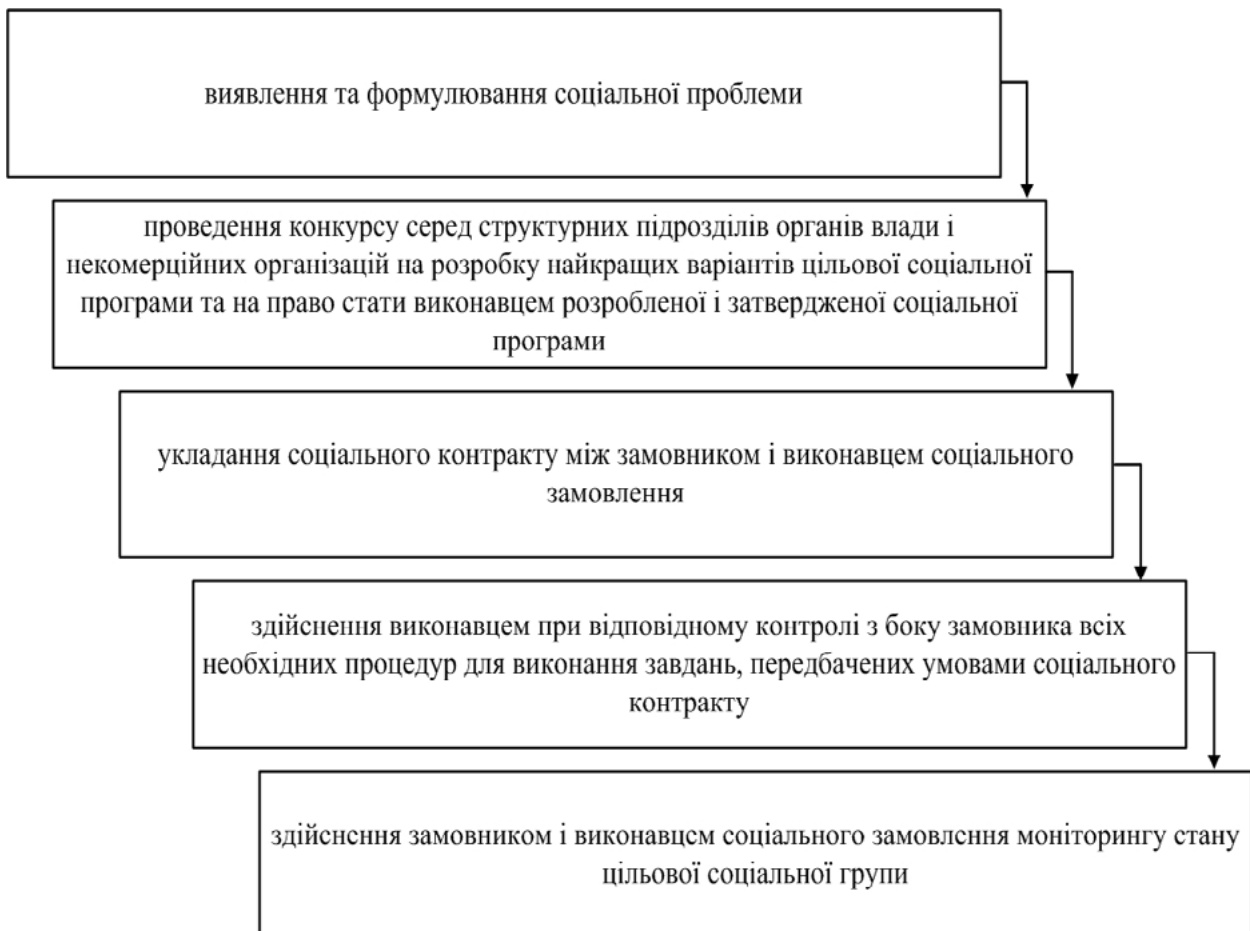 виявлення та формулювання соціальної проблеми
проведення конкурсу серед структурних підрозділів органів влади і
некомерційних організацій на розробку найкращих варіантів цільової соціальної
програми та на право стати виконавцем розробленої і затвердженої соціальної
програми
укладання соціального контракту між замовником і виконавцем соціального
замовлення
здійснення виконавцем при відповідному контролі з боку замовника всіх
необхідних процедур для виконання завдань, передбачених умовами соціального
контракту
здійснення замовником і виконавцем соціального замовлення моніторингу стану
цільової соціальної групи